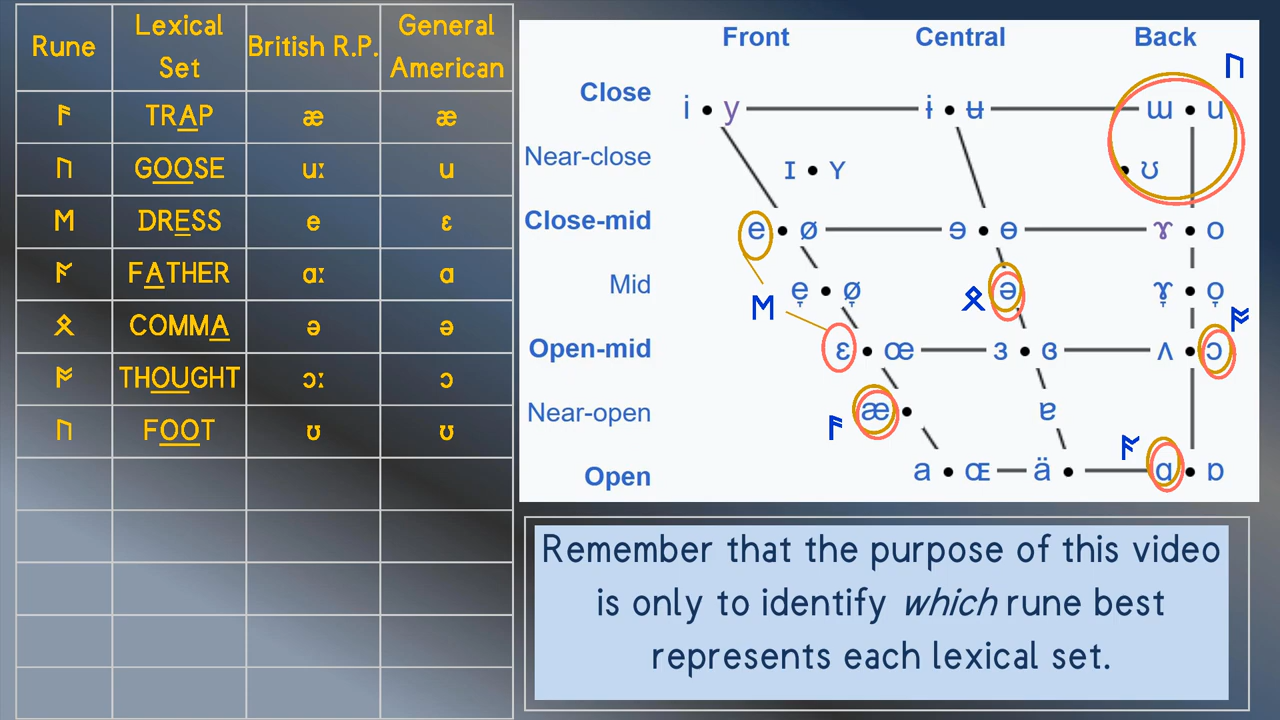 Rune Lexical Set British R.P. General American
ᚫ TRAP æ æ
ᚢ GOOSE uː u
ᛖ DRESS e ɛ
ᚩ FATHER ɑː ɑ
ᛟ COMMA ə ə
ᚩ THOUGHT ɔː ɔ
ᚢ FOOT ʊ ʊ
Front Central Back
ᚢ
Close i • y ɨ • ʉ ɯ • u
Near-close ɪ • ʏ • ʊ
Close-mid e • ø ɘ • ɵ ɤ • o
Mid e̞ • ø̞ ə ɤ̞ • o̞
ᛖ ᛟ ᚩ
Open-mid ɛ • œ ɜ • ɞ ʌ • ɔ
Near-open æ • ɐ
ᚫ ᚩ
Open a • ɶ ä • ɑ • ɒ
Remember that the purpose of this video
is only to identify which rune best
represents each lexical set.